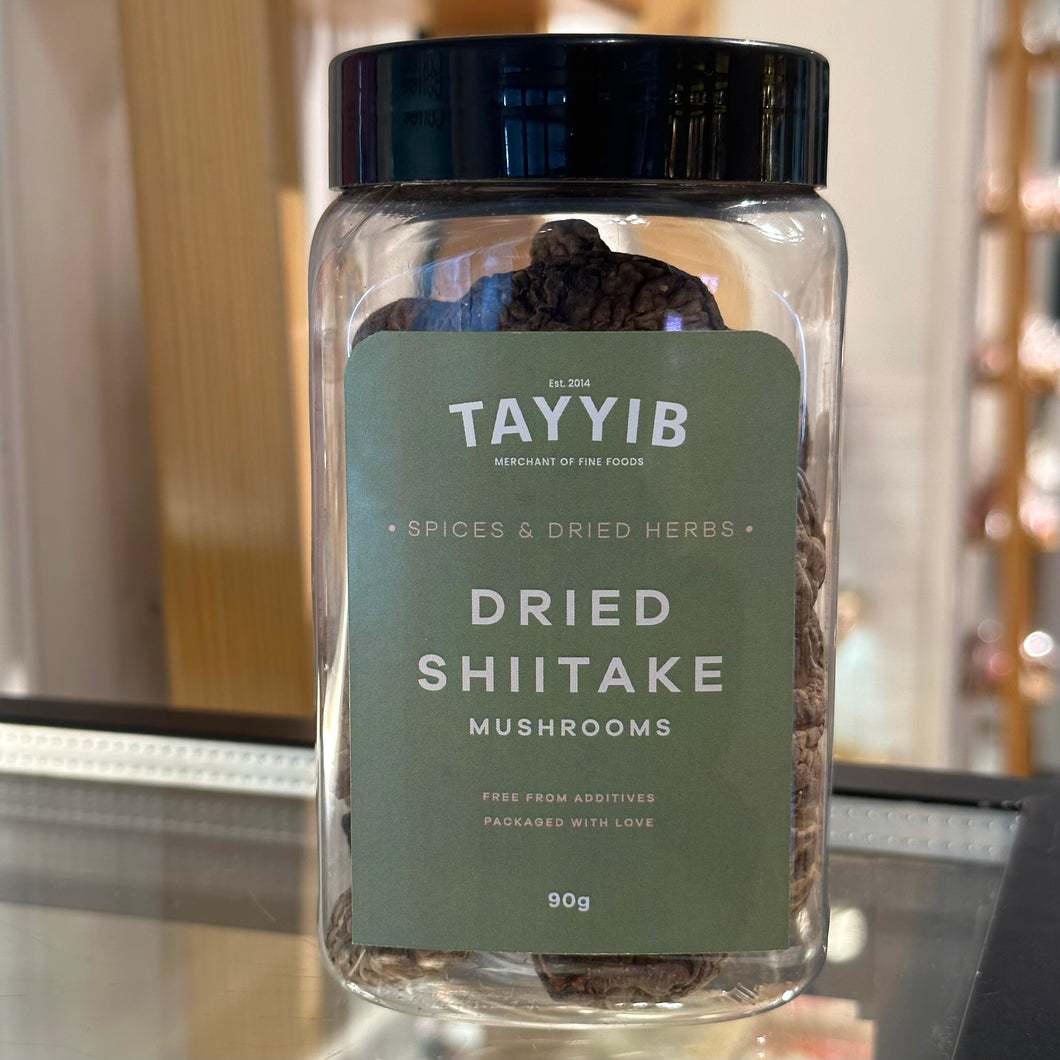 Est. 2014
TAYYIB
MERCHANT OF FINE FOODS
• SPICES & DRIED HERBS •
DRIED
SHIITAKE
MUSHROOMS
FREE FROM ADDITIVES
PACKAGED WITH LOVE
90g